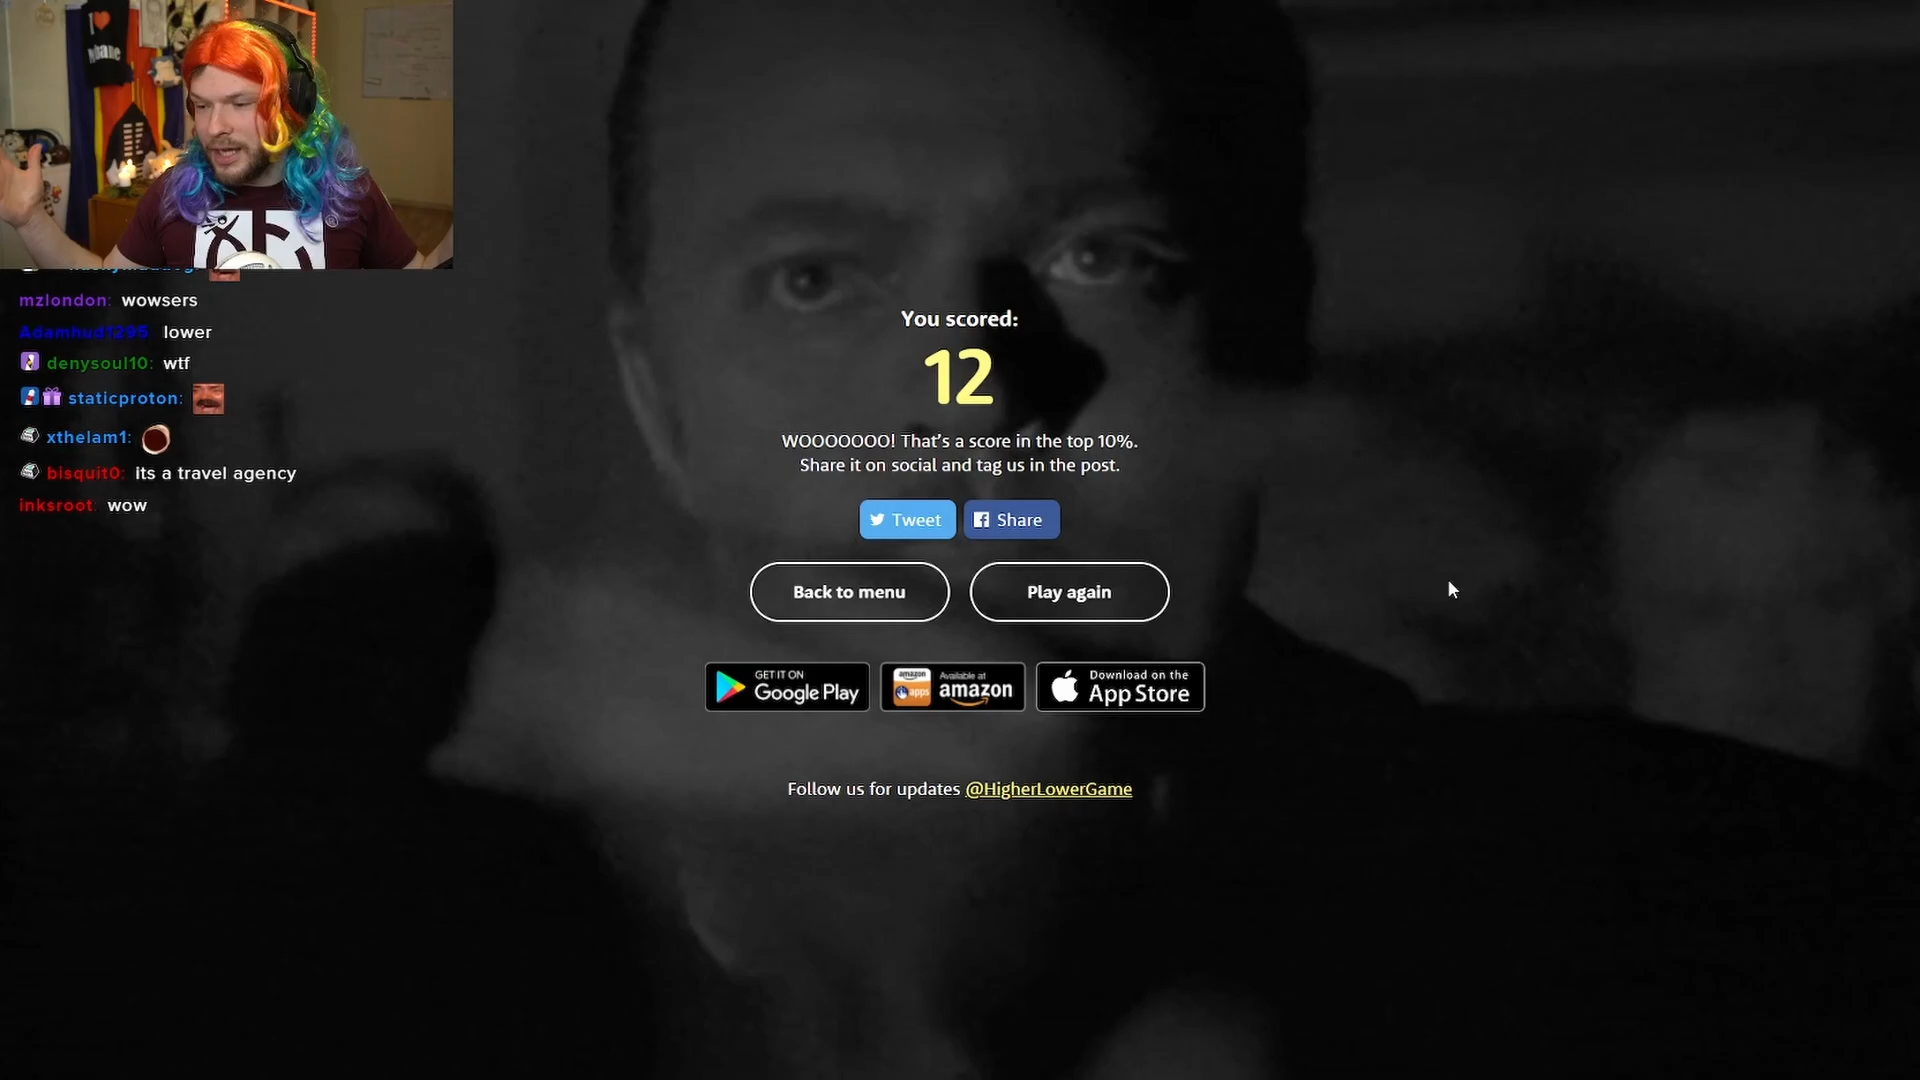 I ❤
mzlondon: wowsers
Adamhud1295: lower
denysoul10: wtf
staticproton:
xthelam1:
bisquit0: its a travel agency
inksroot: wow
You scored:
12
WOOOOOOO! That's a score in the top 10%.
Share it on social and tag us in the post.
Tweet
Share
Back to menu
Play again
GET IT ON
Google Play
amazon
apps
Available at
amazon
Download on the
App Store
Follow us for updates @HigherLowerGame